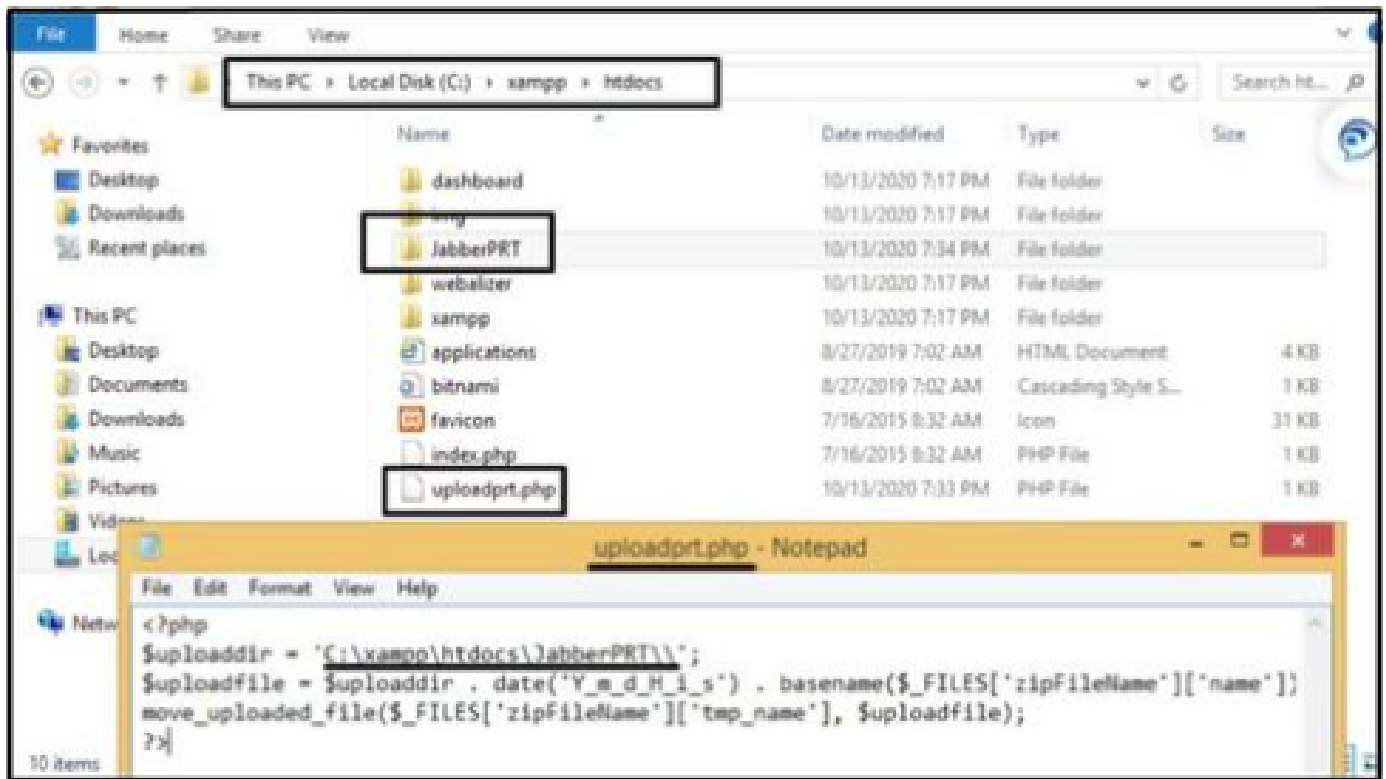 File Home Share View
This PC › Local Disk (C:) › xampp › htdocs
Search ht...
Name Date modified Type Size
Favorites
Desktop
Downloads
Recent places
This PC
Desktop
Documents
Downloads
Music
Pictures
Videos
Loc
Netw
dashboard 10/13/2020 7:17 PM File folder
img 10/13/2020 7:17 PM File folder
JabberPRT 10/13/2020 7:34 PM File folder
webalizer 10/13/2020 7:17 PM File folder
xampp 10/13/2020 7:17 PM File folder
applications 8/27/2019 7:02 AM HTML Document 4 KB
bitnami 8/27/2019 7:02 AM Cascading Style S... 1 KB
favicon 7/16/2015 8:32 AM Icon 31 KB
index.php 7/16/2015 8:32 AM PHP File 1 KB
uploadprt.php 10/13/2020 7:33 PM PHP File 1 KB
uploadprt.php - Notepad
File Edit Format View Help
<?php
$uploaddir = 'C:\xampp\htdocs\JabberPRT\\';
$uploadfile = $uploaddir . date('Y_m_d_H_i_s') . basename($_FILES['zipFileName']['name'])
move_uploaded_file($_FILES['zipFileName']['tmp_name'], $uploadfile);
?>
10 items